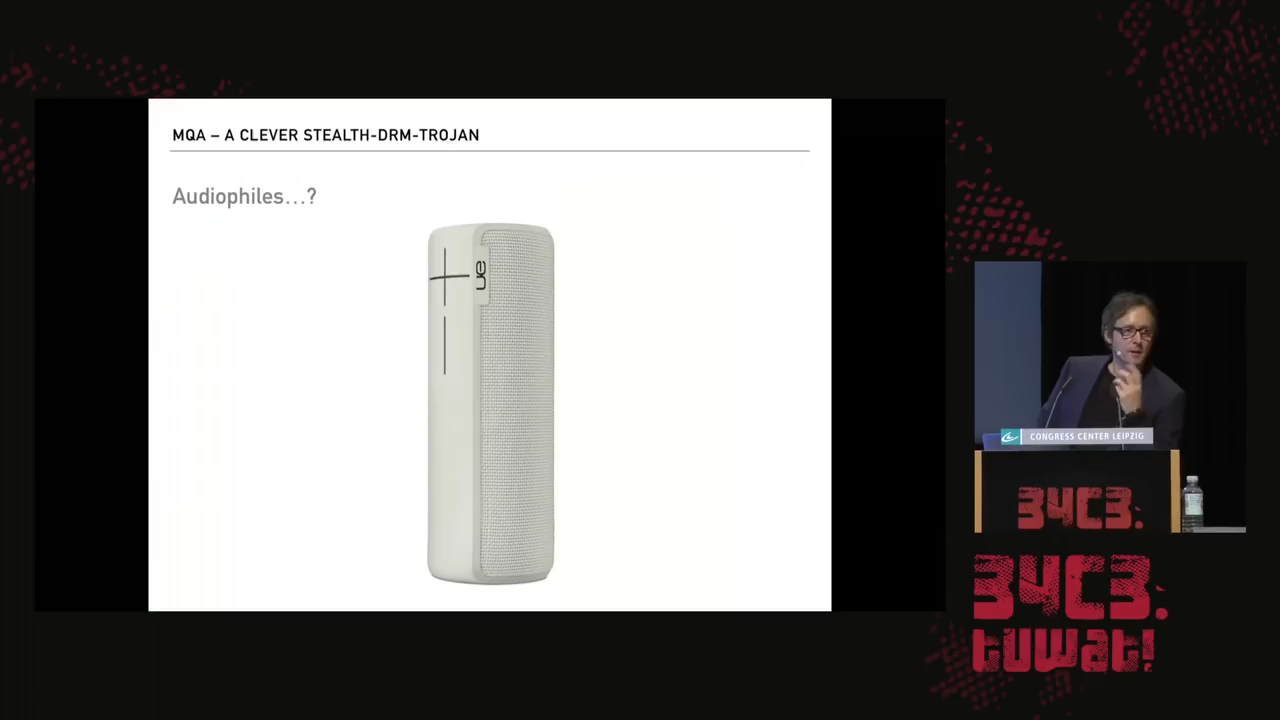 MQA – A CLEVER STEALTH-DRM-TROJAN
Audiophiles...?
ue
CONGRESS CENTER LEIPZIG
34C3.
34C3.
tuwat!